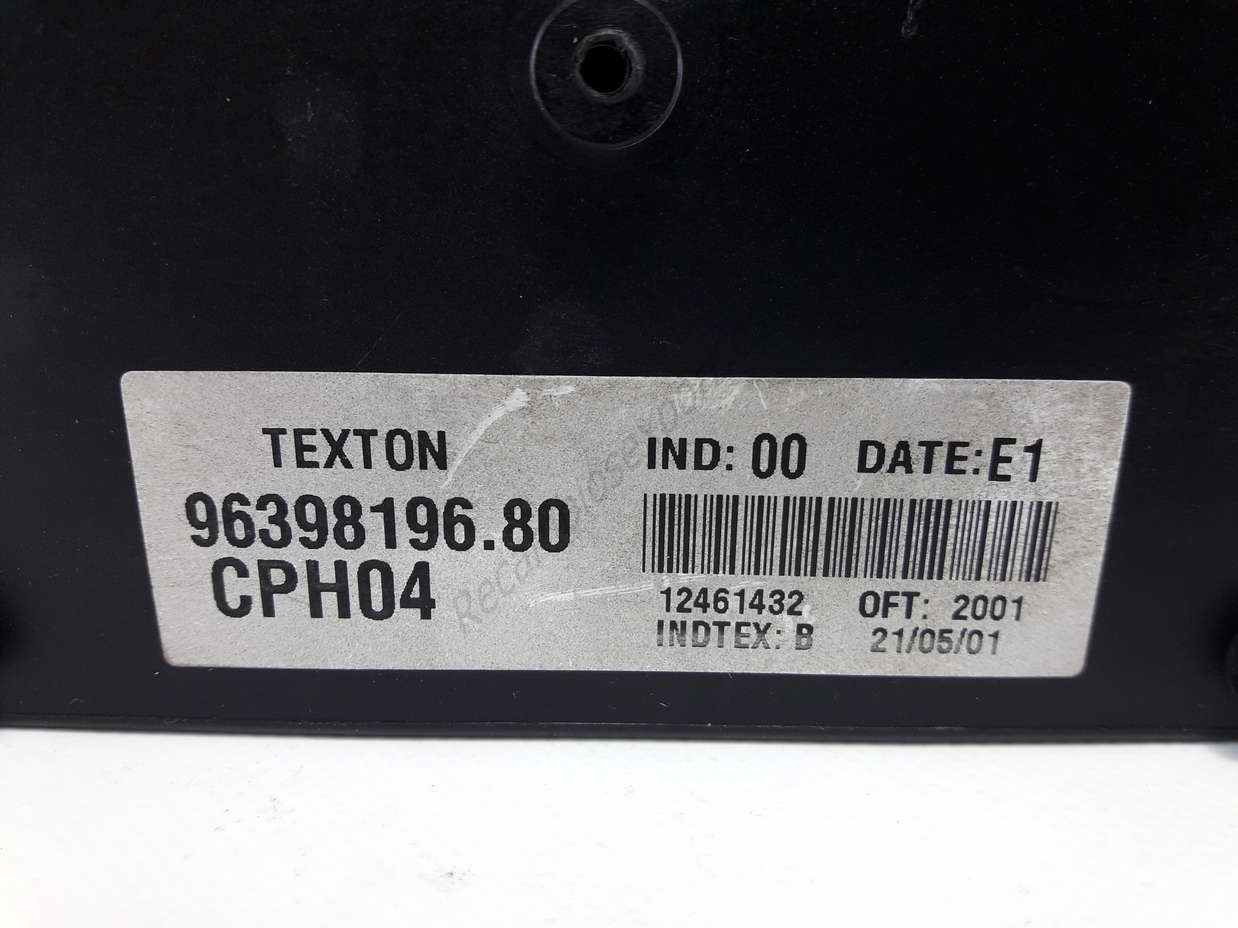 TEXTON
96398196.80
CPH04
IND: 00 DATE:E1
12461432 OFT: 2001
INDTEX: B 21/05/01